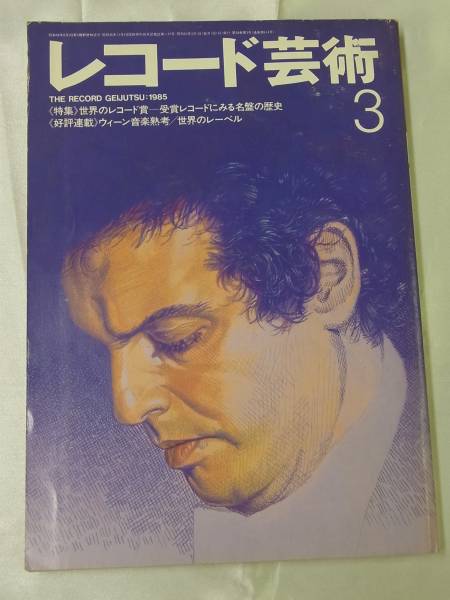 レコード芸術
THE RECORD GEIJUTSU:1985
3
《特集》世界のレコード賞─受賞レコードにみる名盤の歴史
《好評連載》ウィーン音楽熟考/世界のレーベル